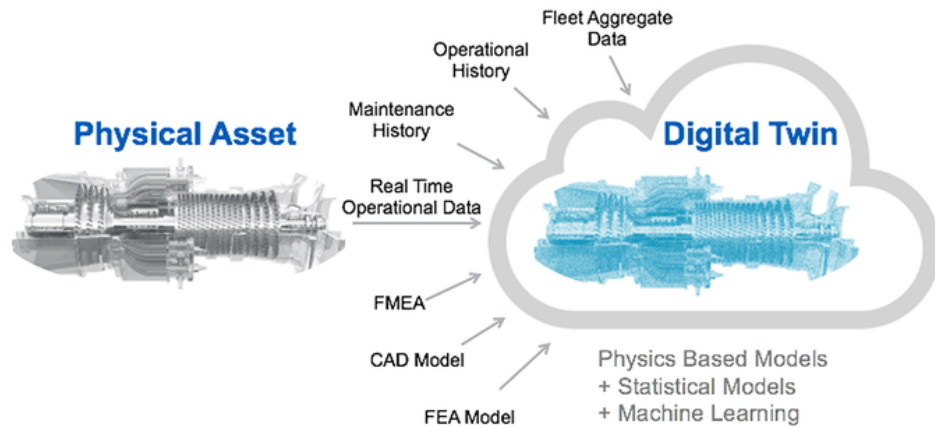 Fleet Aggregate
Data
Operational
History
Maintenance
History
Physical Asset
Digital Twin
Real Time
Operational Data
FMEA
CAD Model
FEA Model
Physics Based Models
+ Statistical Models
+ Machine Learning